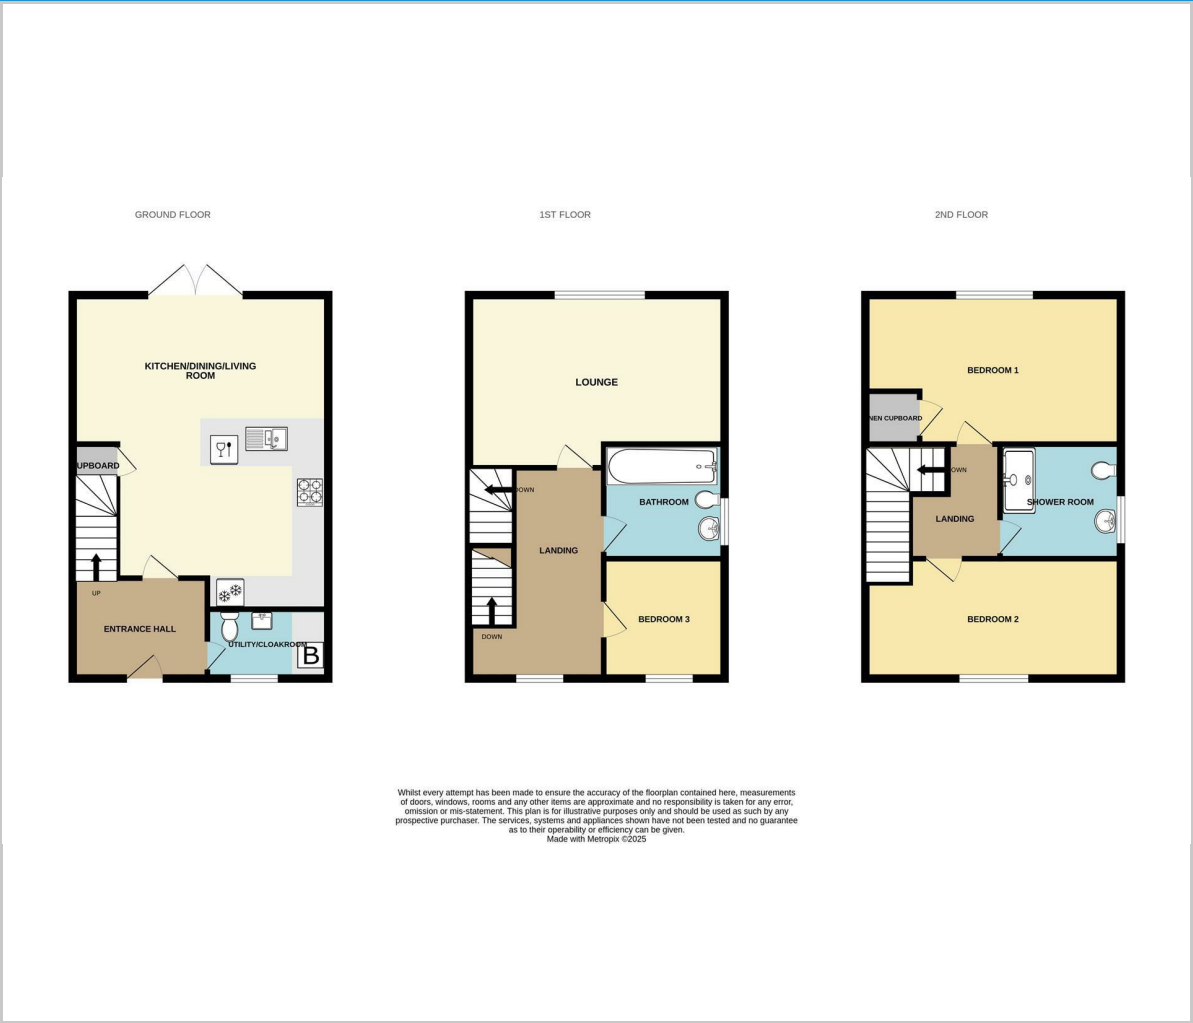 GROUND FLOOR
1ST FLOOR
2ND FLOOR
KITCHEN/DINING/LIVING
ROOM
UPBOARD
UP
ENTRANCE HALL
UTILITY/CLOAKROOM
B
LOUNGE
DOWN
BATHROOM
LANDING
BEDROOM 3
DOWN
BEDROOM 1
NEN CUPBOARD
OWN
SHOWER ROOM
LANDING
BEDROOM 2
Whilst every attempt has been made to ensure the accuracy of the floorplan contained here, measurements
of doors, windows, rooms and any other items are approximate and no responsibility is taken for any error,
omission or mis-statement. This plan is for illustrative purposes only and should be used as such by any
prospective purchaser. The services, systems and appliances shown have not been tested and no guarantee
as to their operability or efficiency can be given.
Made with Metropix ©2025